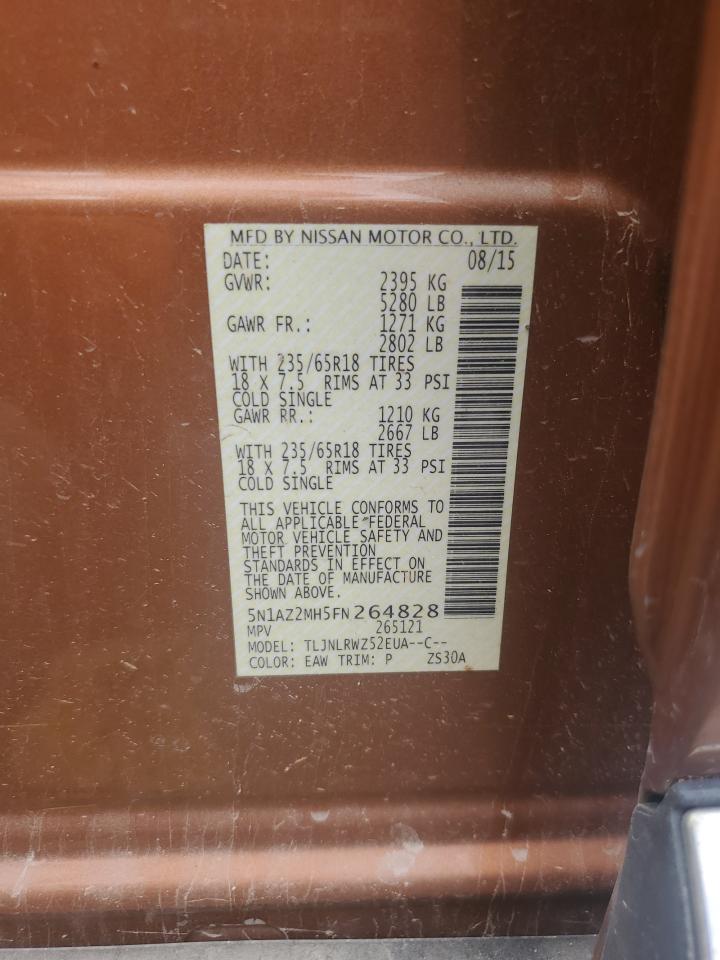 MFD BY NISSAN MOTOR CO., LTD.
DATE: 08/15
GVWR: 2395 KG
5280 LB
GAWR FR.: 1271 KG
2802 LB
WITH 235/65R18 TIRES
18 X 7.5 RIMS AT 33 PSI
COLD SINGLE
GAWR RR.: 1210 KG
2667 LB
WITH 235/65R18 TIRES
18 X 7.5 RIMS AT 33 PSI
COLD SINGLE
THIS VEHICLE CONFORMS TO
ALL APPLICABLE FEDERAL
MOTOR VEHICLE SAFETY AND
THEFT PREVENTION
STANDARDS IN EFFECT ON
THE DATE OF MANUFACTURE
SHOWN ABOVE.
5N1AZ2MH5FN264828
MPV 265121
MODEL: TLJNLRWZ52EUA--C--
COLOR: EAW TRIM: P ZS30A